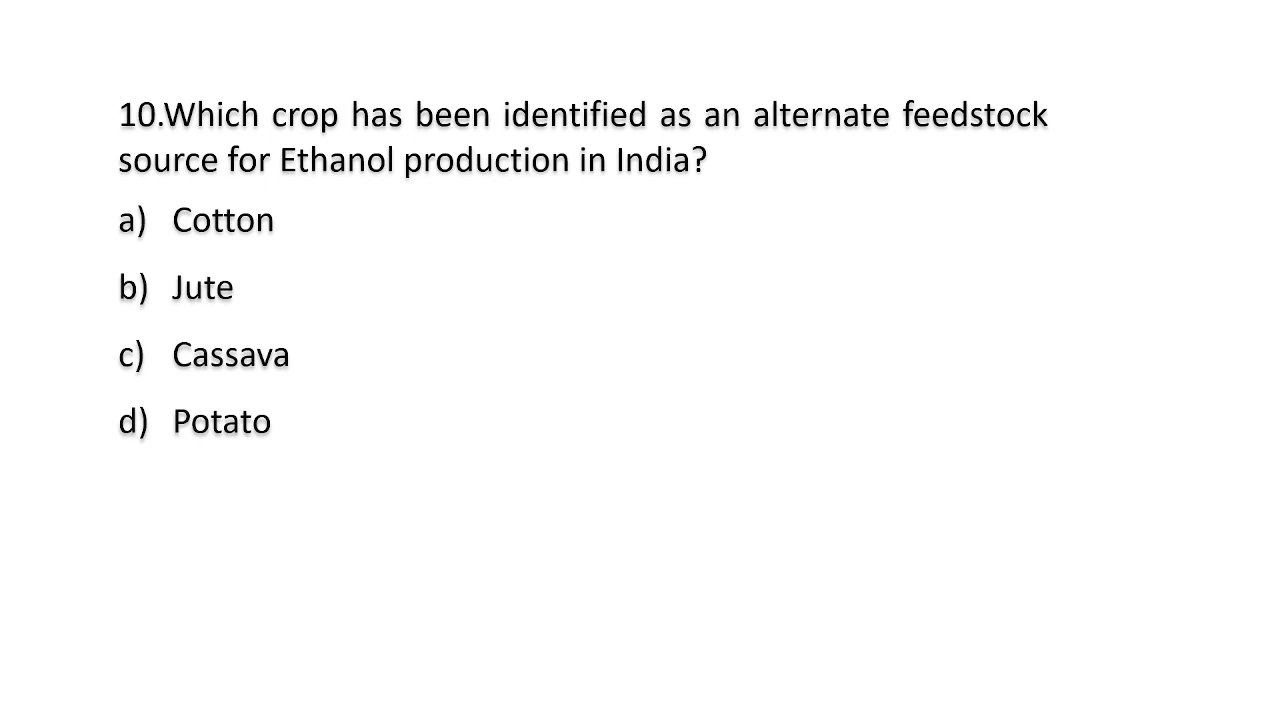 10.Which crop has been identified as an alternate feedstock
source for Ethanol production in India?
a) Cotton
b) Jute
c) Cassava
d) Potato